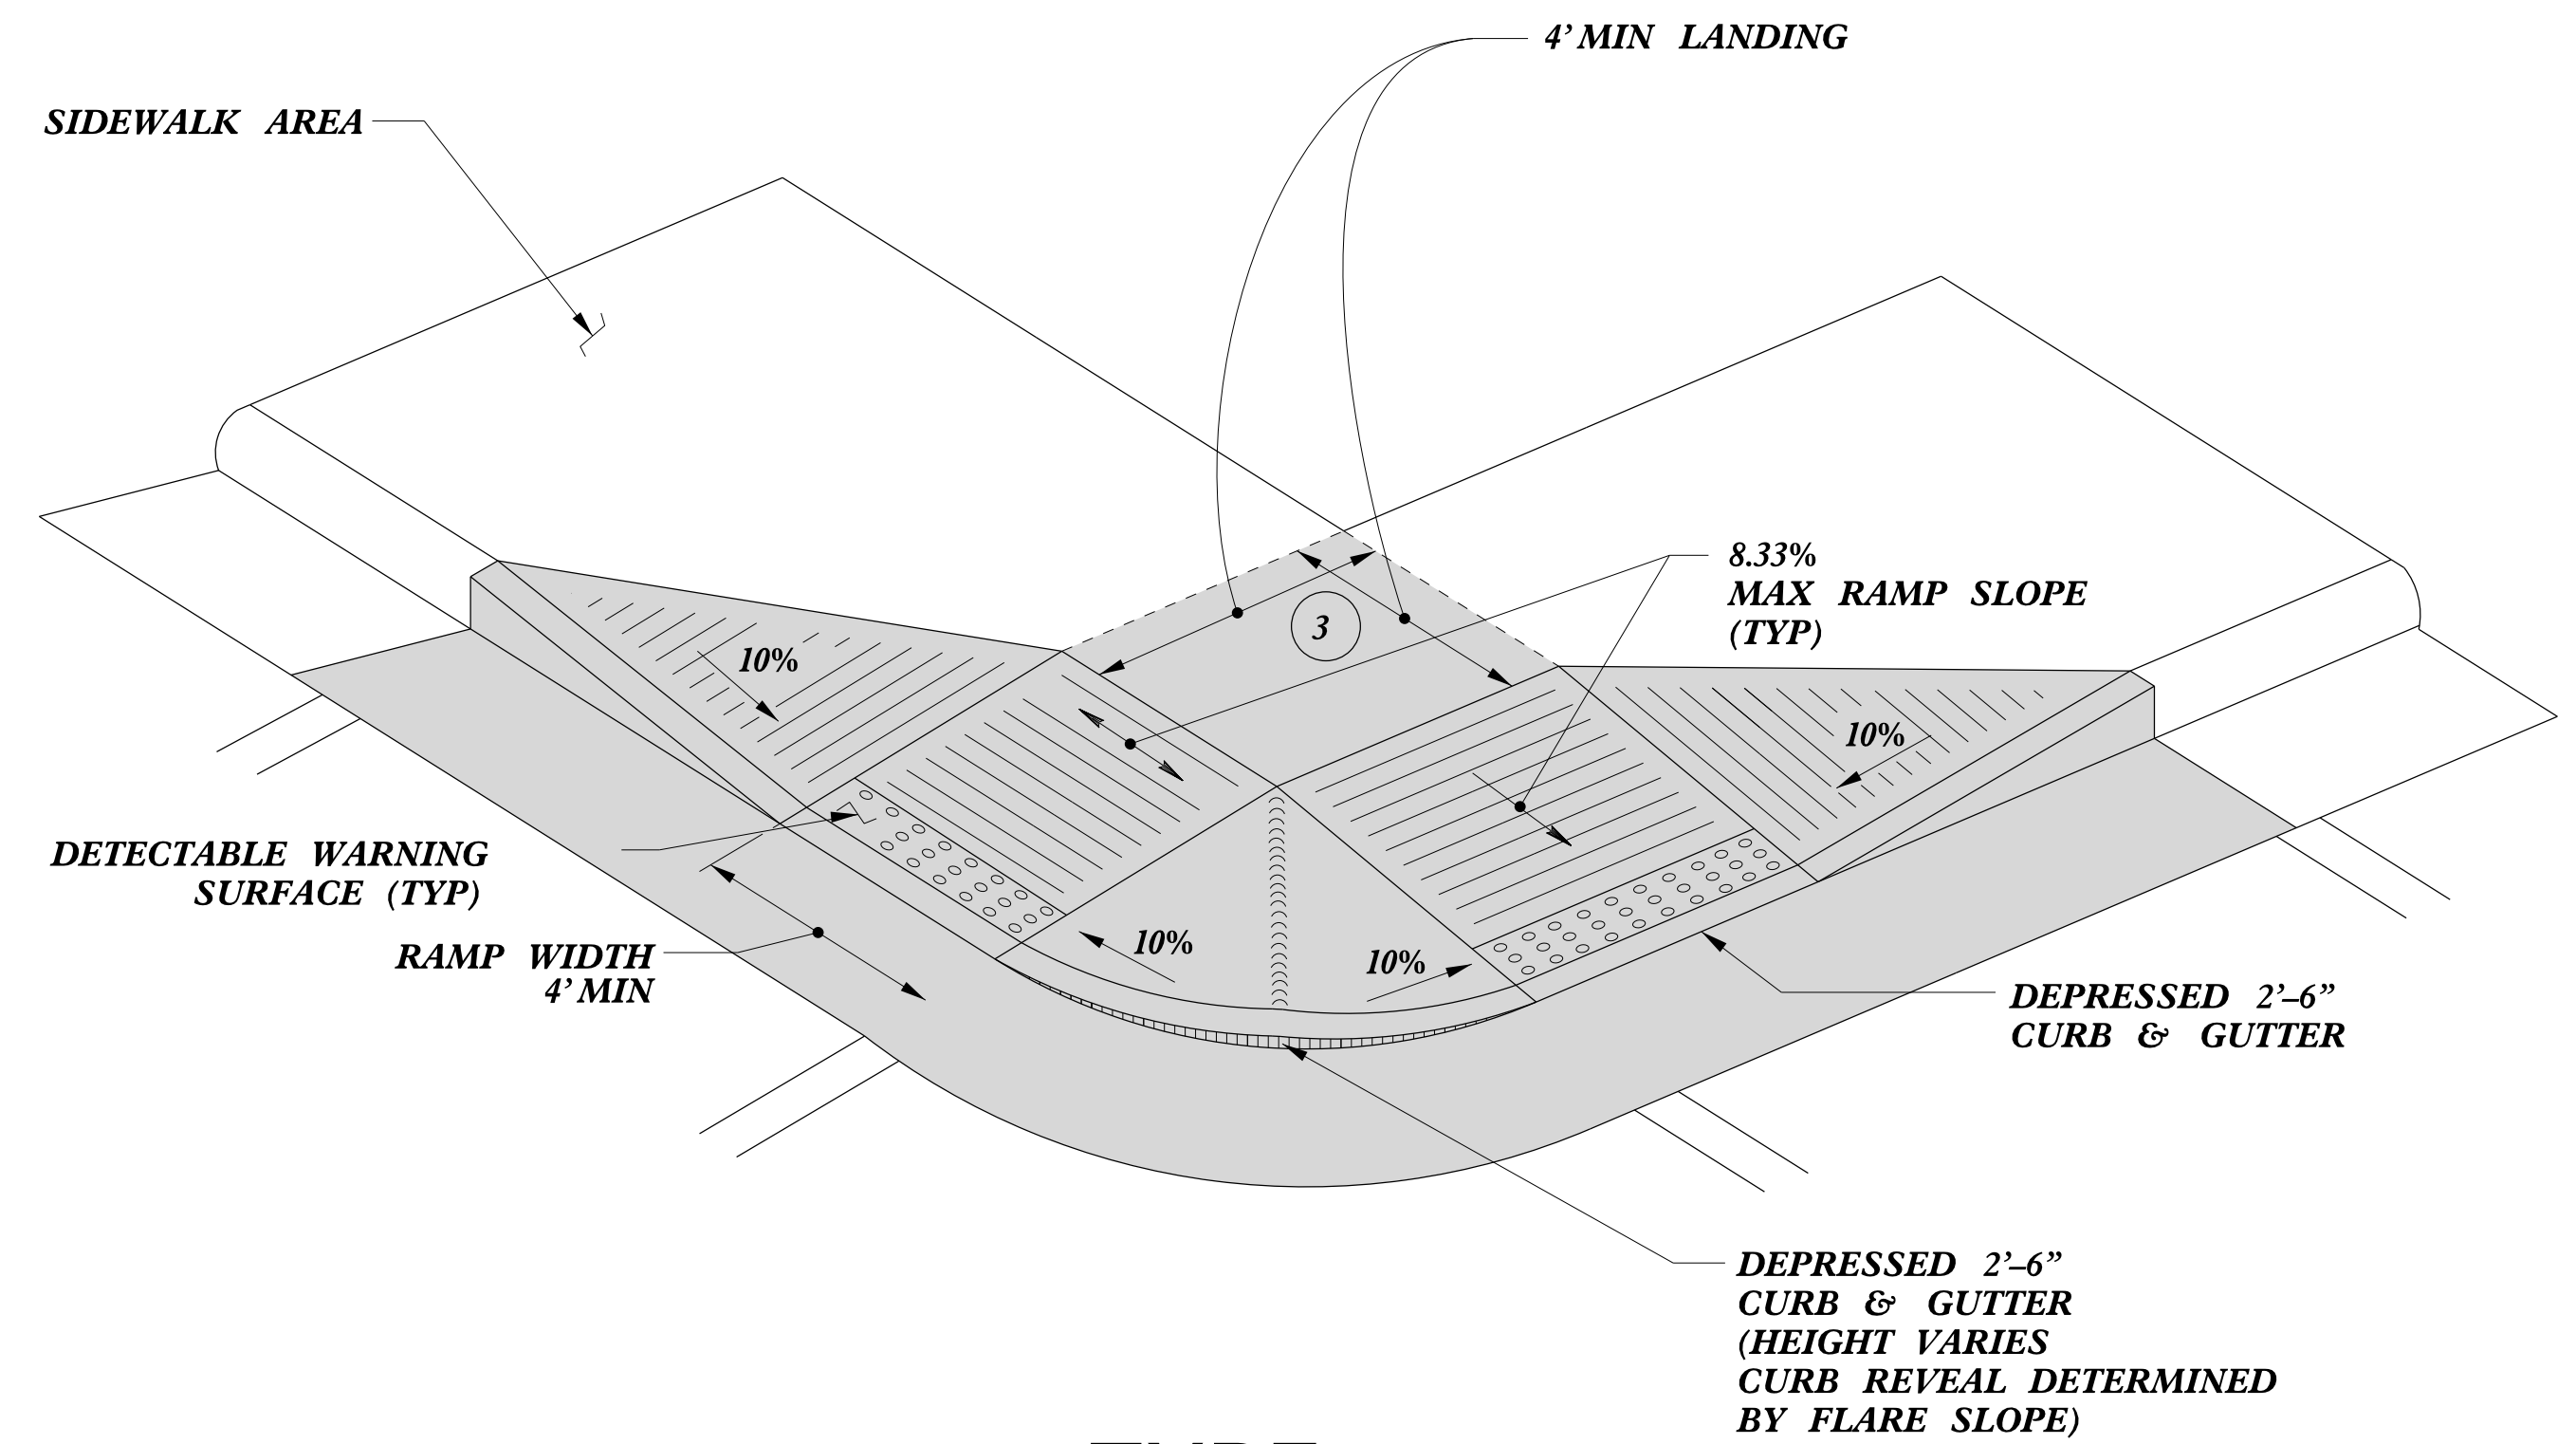 4’ MIN LANDING
SIDEWALK AREA
8.33%
MAX RAMP SLOPE
(TYP)
3
10%
10%
DETECTABLE WARNING
SURFACE (TYP)
RAMP WIDTH
4’ MIN
10%
10%
DEPRESSED 2’–6”
CURB & GUTTER
DEPRESSED 2’–6”
CURB & GUTTER
(HEIGHT VARIES
CURB REVEAL DETERMINED
BY FLARE SLOPE)